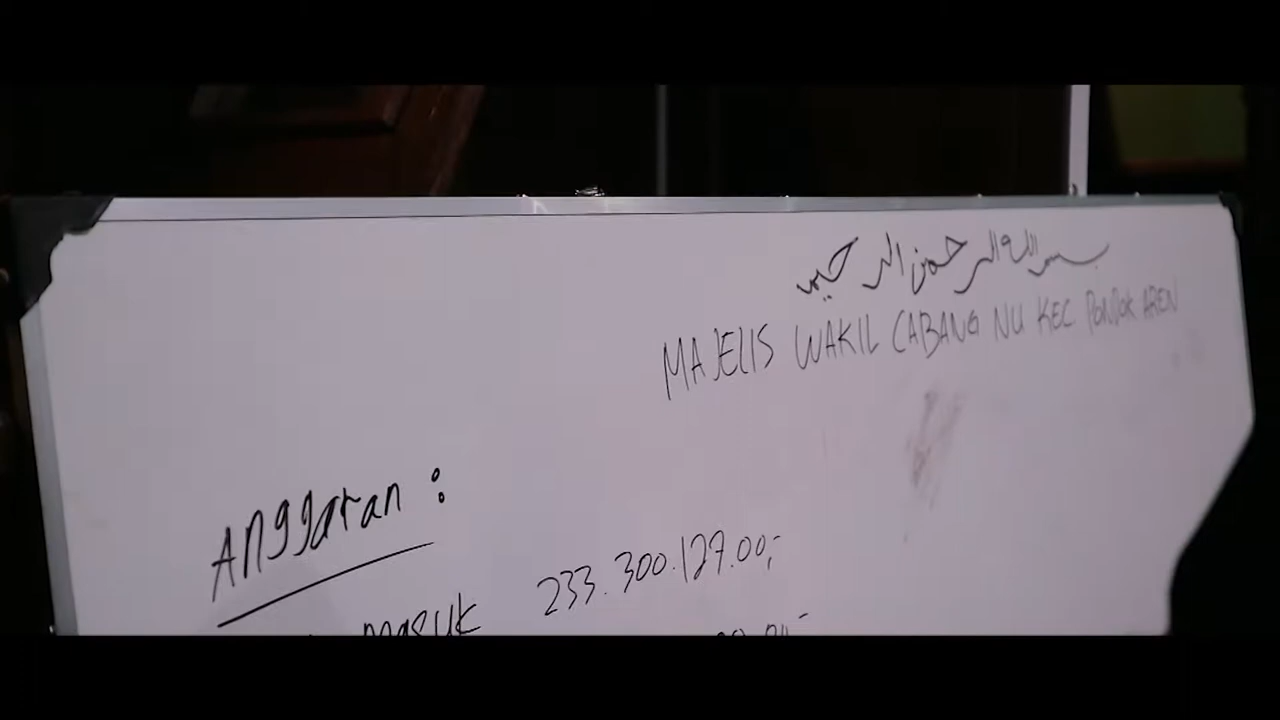 بسم الله الرحمن الرحيم
MAJELIS WAKIL CABANG NU KEC PONDOK AREN
Anggaran :
masuk 233.300.127.00,-